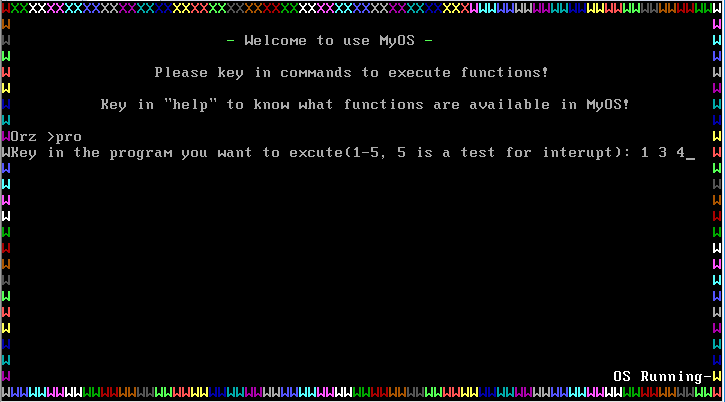 - Welcome to use MyOS -
Please key in commands to execute functions!
Key in "help" to know what functions are available in MyOS!
Orz >pro
Key in the program you want to excute(1-5, 5 is a test for interupt): 1 3 4_
OS Running-